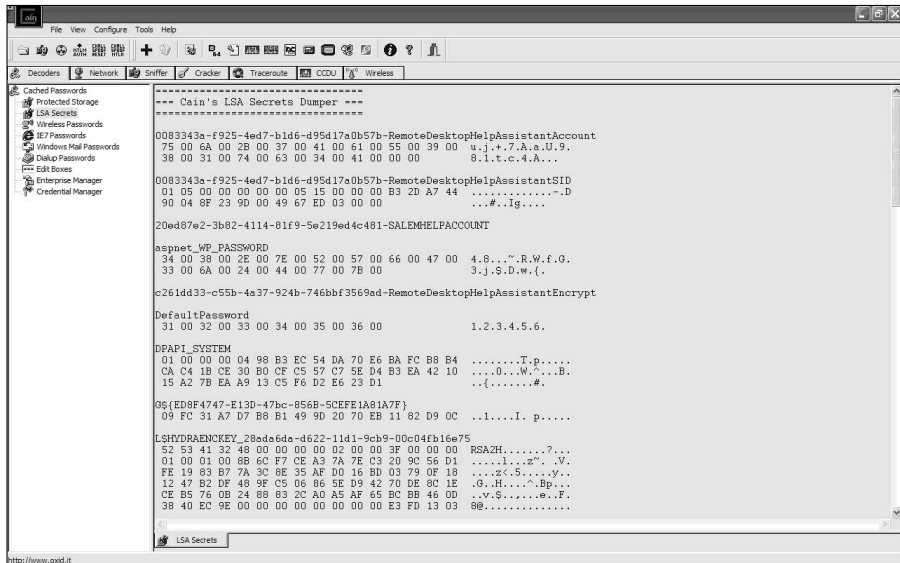 ain
File View Configure Tools Help
Decoders Network Sniffer Cracker Traceroute CCDU Wireless
Cached Passwords
Protected Storage
LSA Secrets
Wireless Passwords
IE7 Passwords
Windows Mail Passwords
Dialup Passwords
Edit Boxes
Enterprise Manager
Credential Manager
================================
=== Cain's LSA Secrets Dumper ===
================================
0083343a-f925-4ed7-b1d6-d95d17a0b57b-RemoteDesktopHelpAssistantAccount
75 00 6A 00 2B 00 37 00 41 00 61 00 55 00 39 00 u.j.+.7.A.a.U.9.
38 00 31 00 74 00 63 00 34 00 41 00 00 00 8.1.t.c.4.A...
0083343a-f925-4ed7-b1d6-d95d17a0b57b-RemoteDesktopHelpAssistantSID
01 05 00 00 00 00 00 05 15 00 00 00 B3 2D A7 44 .............-.D
90 04 8F 23 9D 00 49 67 ED 03 00 00 ...#..Ig....
20ed87e2-3b82-4114-81f9-5e219ed4c481-SALEMHELPACCOUNT
aspnet_WP_PASSWORD
34 00 38 00 2E 00 7E 00 52 00 57 00 66 00 47 00 4.8...~.R.W.f.G.
33 00 6A 00 24 00 44 00 77 00 7B 00 3.j.$.D.w.{.
c261dd33-c55b-4a37-924b-746bbf3569ad-RemoteDesktopHelpAssistantEncrypt
DefaultPassword
31 00 32 00 33 00 34 00 35 00 36 00 1.2.3.4.5.6.
DPAPI_SYSTEM
01 00 00 00 04 98 B3 EC 54 DA 70 E6 BA FC B8 B4 ........T.p.....
CA C4 1B CE 30 B0 CF C5 57 C7 5E D4 B3 EA 42 10 ....0...W.^...B.
15 A2 7B EA A9 13 C5 F6 D2 E6 23 D1 ..{.......#.
G${ED8F4747-E13D-47bc-856B-5CEFE1A81A7F}
09 FC 31 A7 D7 B8 B1 49 9D 20 70 EB 11 82 D9 0C ..1....I. p.....
L$HYDRAENCKEY_28ada6da-d622-11d1-9cb9-00c04fb16e75
52 53 41 32 48 00 00 00 00 02 00 00 3F 00 00 00 RSA2H.......?...
01 00 01 00 8B 6C F7 CE A3 7A 7E C3 20 9C 56 D1 .....l...z~. .V.
FE 19 83 B7 7A 3C 8E 35 AF D0 16 BD 03 79 0F 18 ....z<.5.....y..
12 47 B2 DF 48 9F C5 06 86 5E D9 42 70 DE 8C 1E .G..H....^.Bp...
CE B5 76 0B 24 88 83 2C A0 A5 AF 65 BC BB 46 0D ..v.$..,...e..F.
38 40 EC 9E 00 00 00 00 00 00 00 00 E3 FD 13 03 8@..............
LSA Secrets
http://www.oxid.it